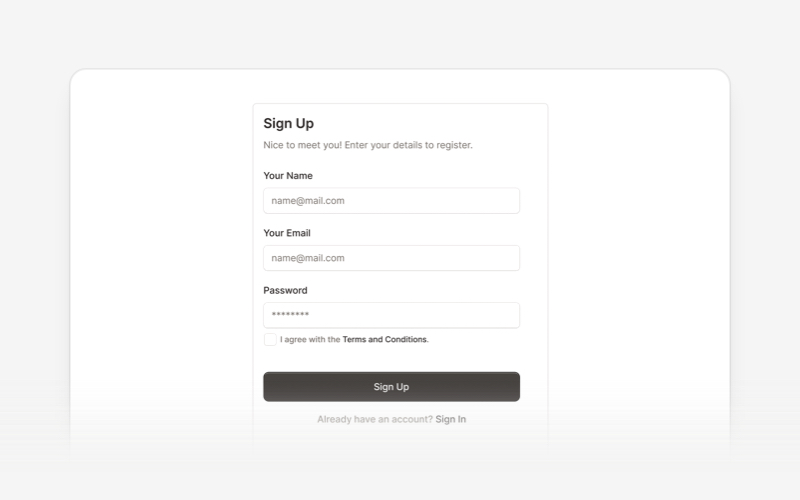 Sign Up
Nice to meet you! Enter your details to register.
Your Name
name@mail.com
Your Email
name@mail.com
Password
********
I agree with the Terms and Conditions.
Sign Up
Already have an account? Sign In